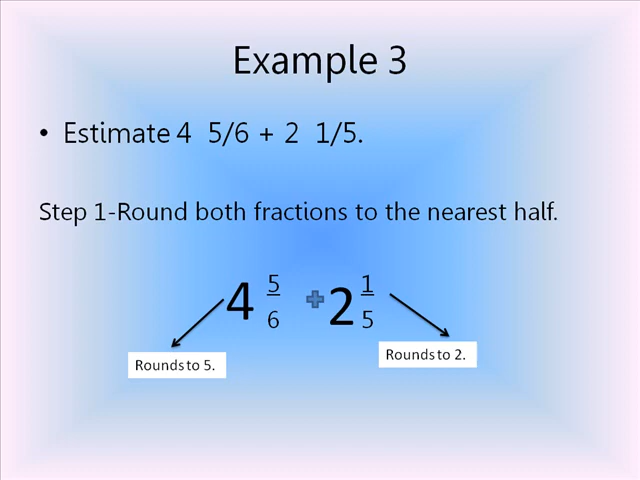 Example 3
• Estimate 4 5/6 + 2 1/5.
Step 1-Round both fractions to the nearest half.
4 5/6 + 2 1/5
Rounds to 5.
Rounds to 2.